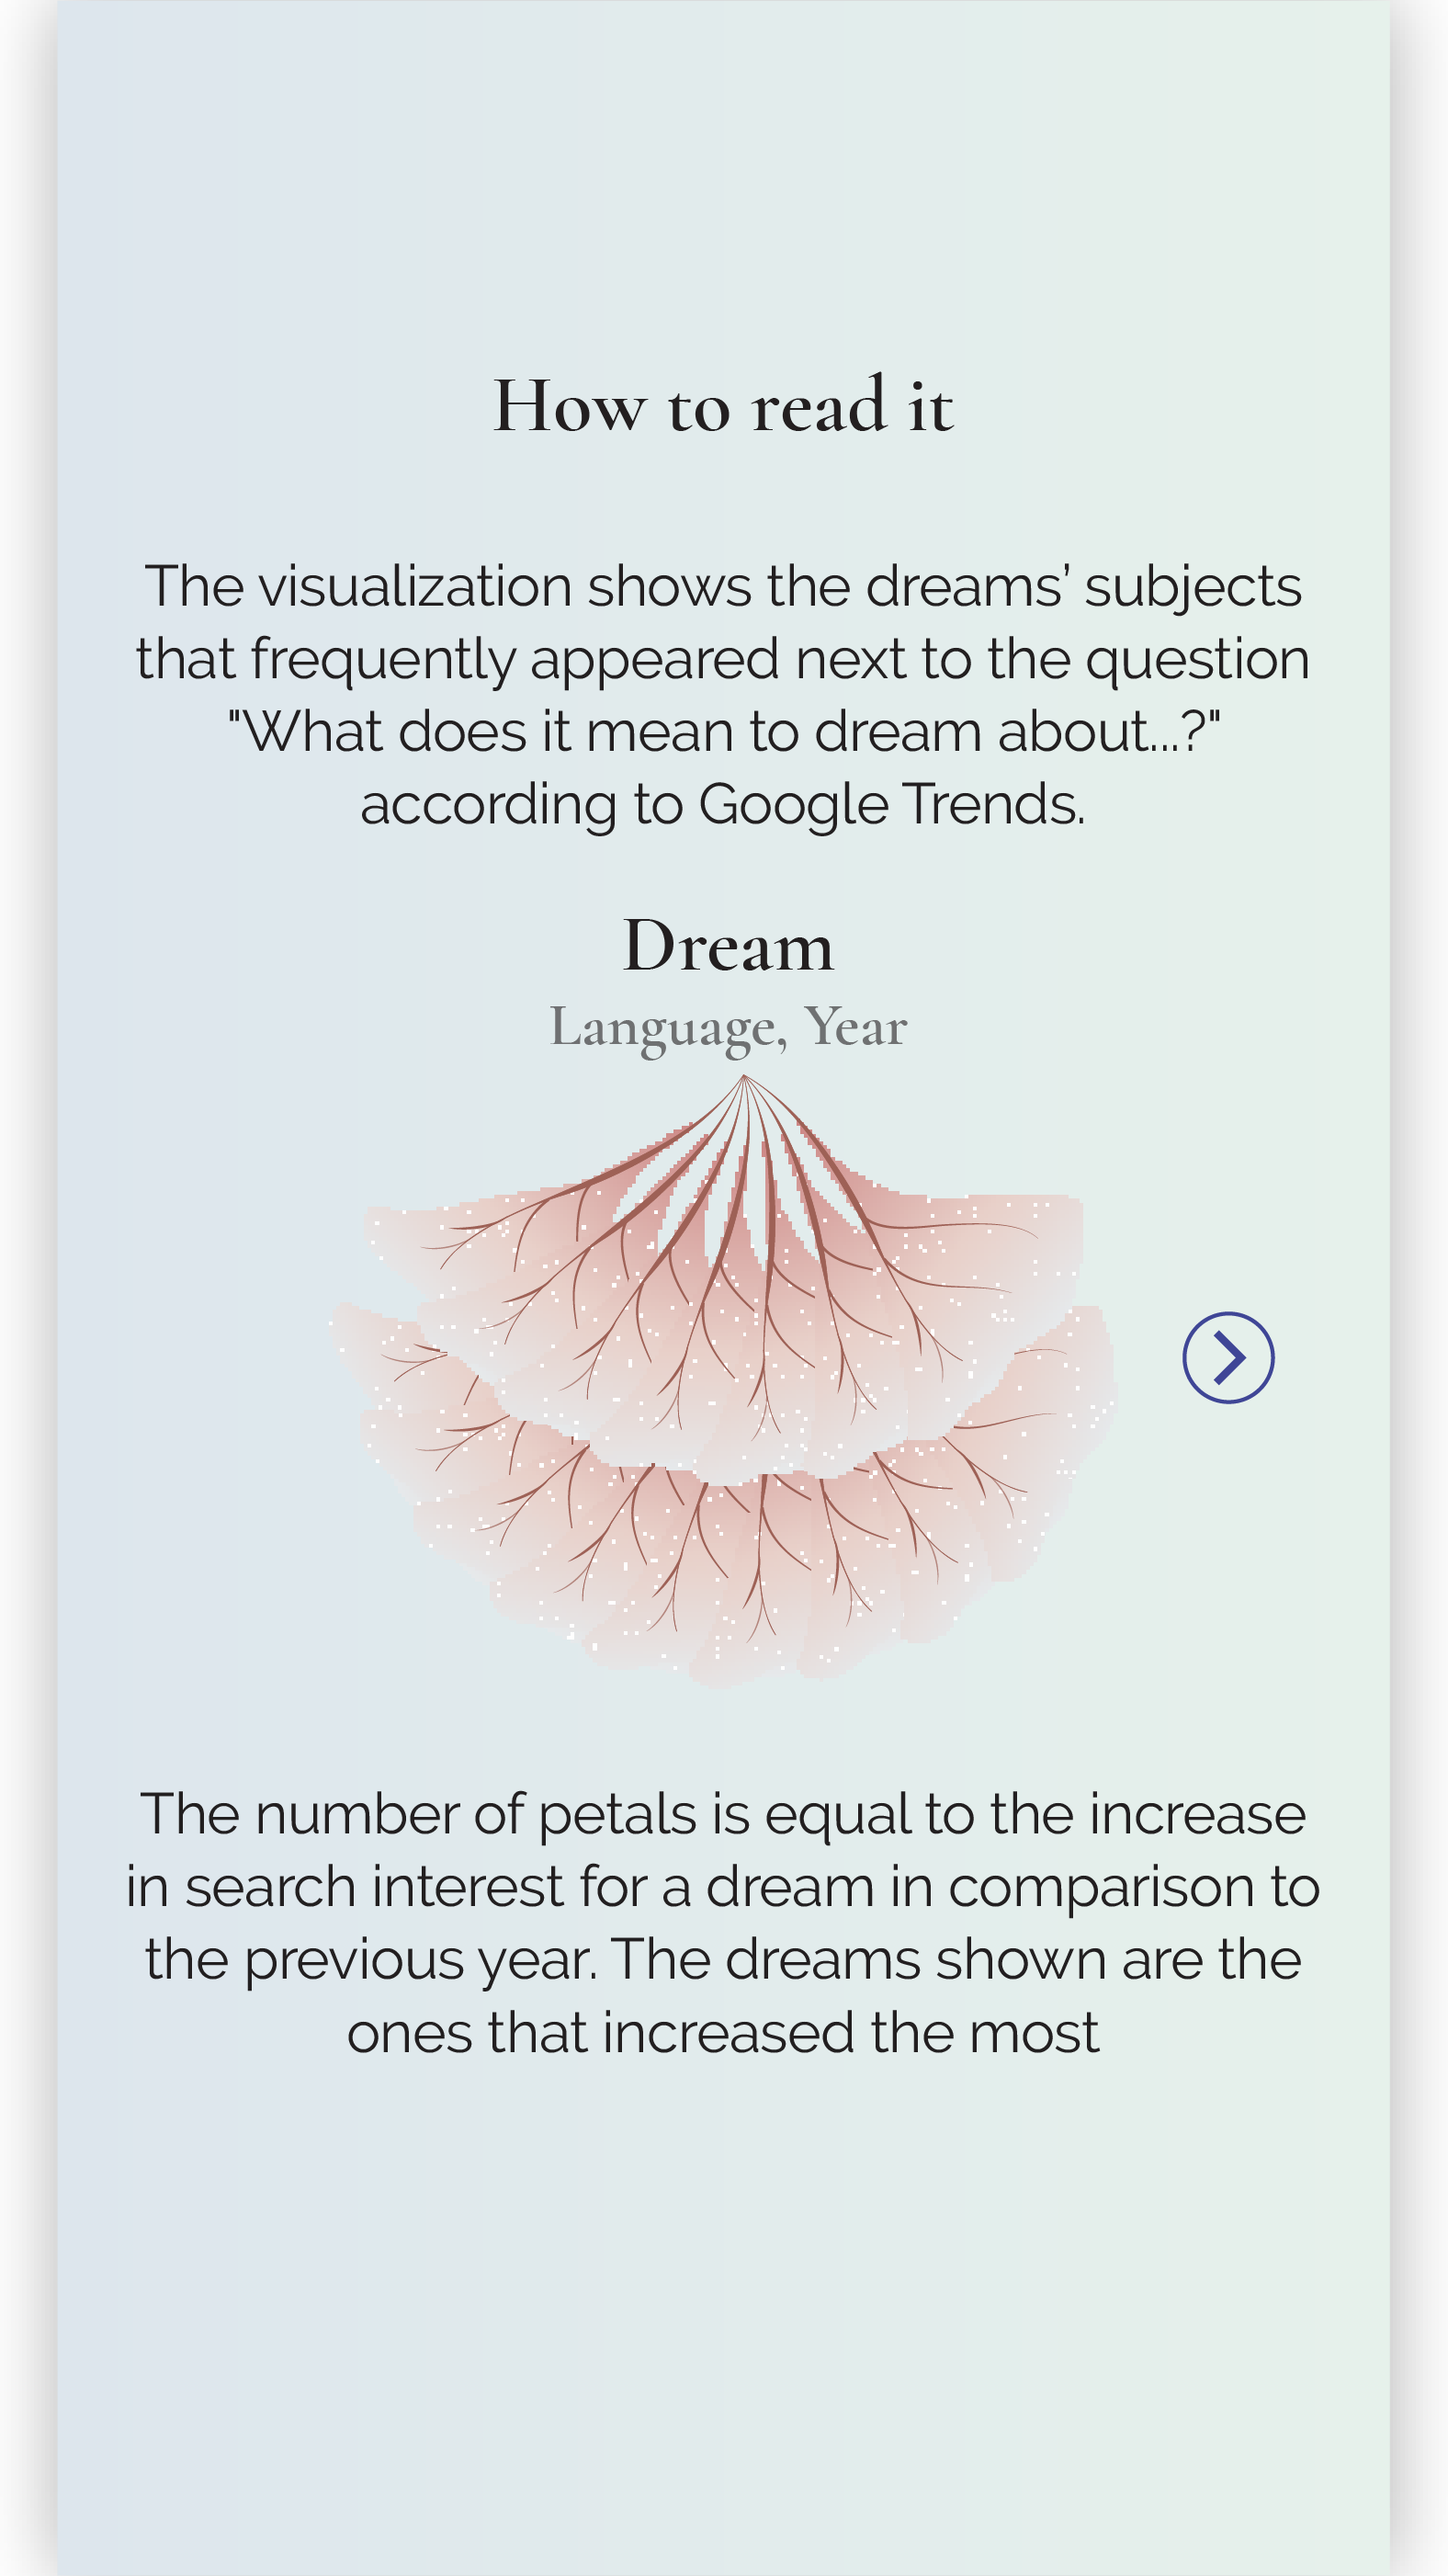 How to read it
The visualization shows the dreams’ subjects
that frequently appeared next to the question
"What does it mean to dream about...?"
according to Google Trends.
Dream
Language, Year
The number of petals is equal to the increase
in search interest for a dream in comparison to
the previous year. The dreams shown are the
ones that increased the most